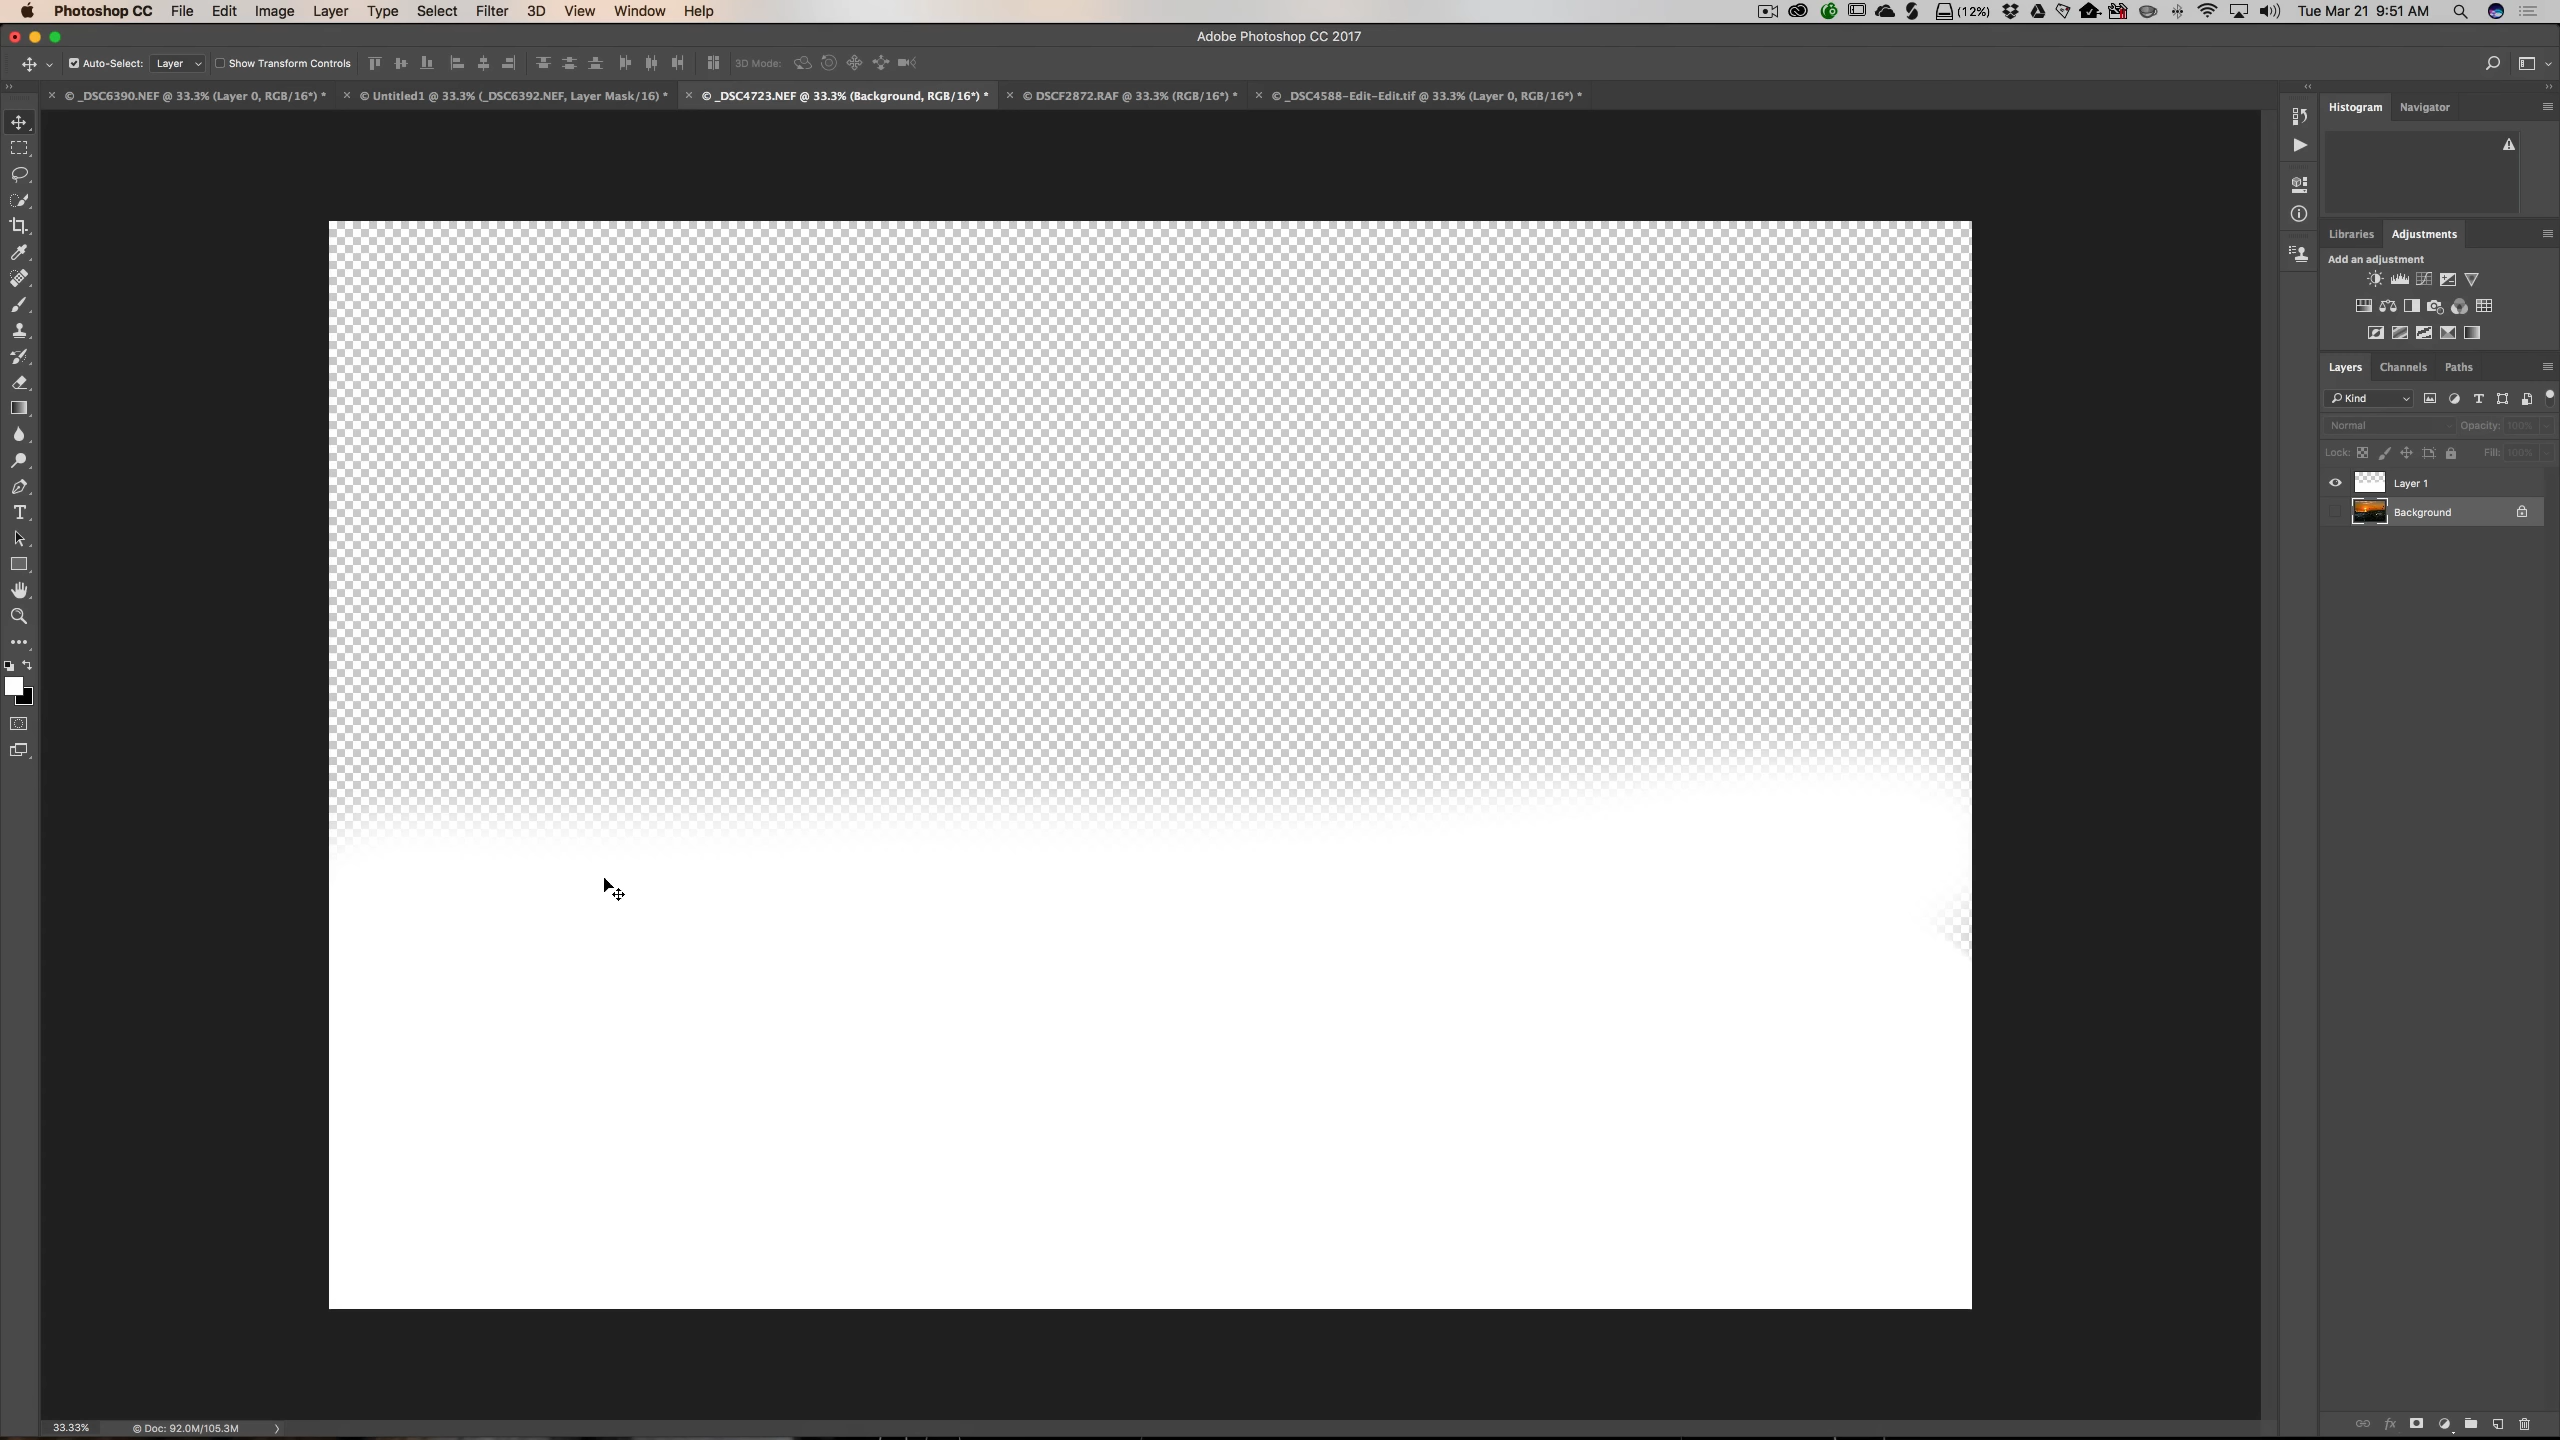 Photoshop CC File Edit Image Layer Type Select Filter 3D View Window Help (12%) Tue Mar 21 9:51 AM
Adobe Photoshop CC 2017
Auto-Select: Layer Show Transform Controls 3D Mode:
© _DSC6390.NEF @ 33.3% (Layer 0, RGB/16*) * © Untitled1 @ 33.3% (_DSC6392.NEF, Layer Mask/16) * © _DSC4723.NEF @ 33.3% (Background, RGB/16*) * © DSCF2872.RAF @ 33.3% (RGB/16*) * © _DSC4588-Edit-Edit.tif @ 33.3% (Layer 0, RGB/16*) *
Histogram Navigator
Libraries Adjustments
Add an adjustment
Layers Channels Paths
Kind
Normal Opacity: 100%
Lock: Fill: 100%
Layer 1
Background
33.33% © Doc: 92.0M/105.3M